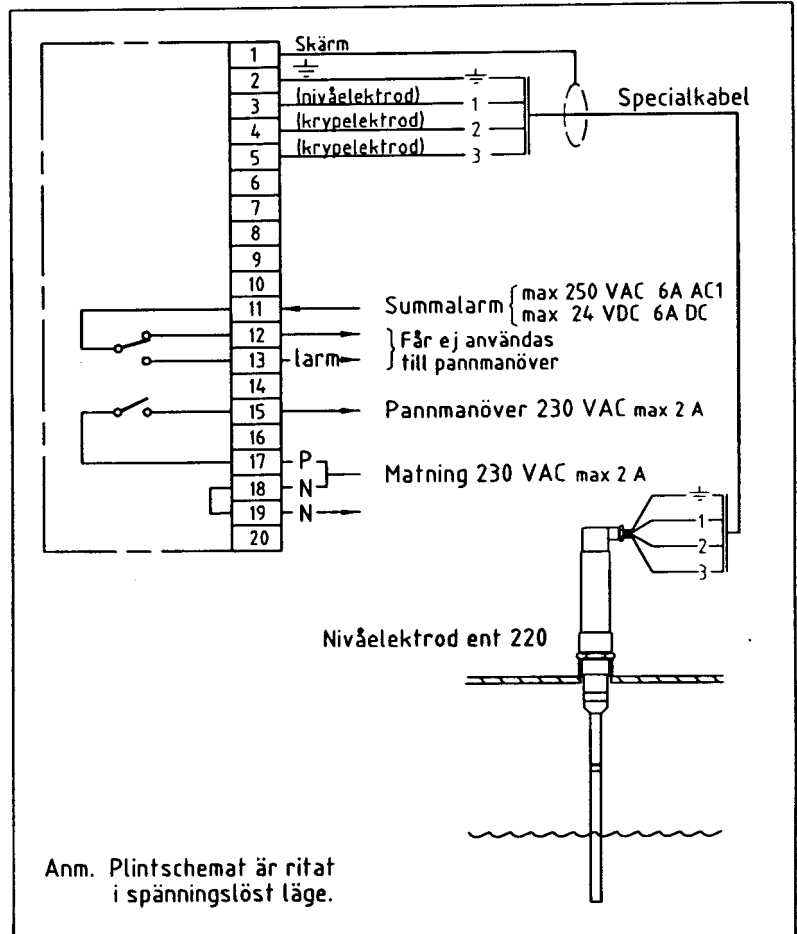 1 Skärm
2
3 (nivåelektrod) 1
4 (krypelektrod) 2
5 (krypelektrod) 3
Specialkabel
6
7
8
9
10
11 Summalarm max 250 VAC 6A AC1
max 24 VDC 6A DC
12 Får ej användas
13 larm till pannmanöver
14
15 Pannmanöver 230 VAC max 2 A
16
17 P
Matning 230 VAC max 2 A
18 N
19 N
20
1
2
3
Nivåelektrod ent 220
Anm. Plintschemat är ritat
i spänningslöst läge.